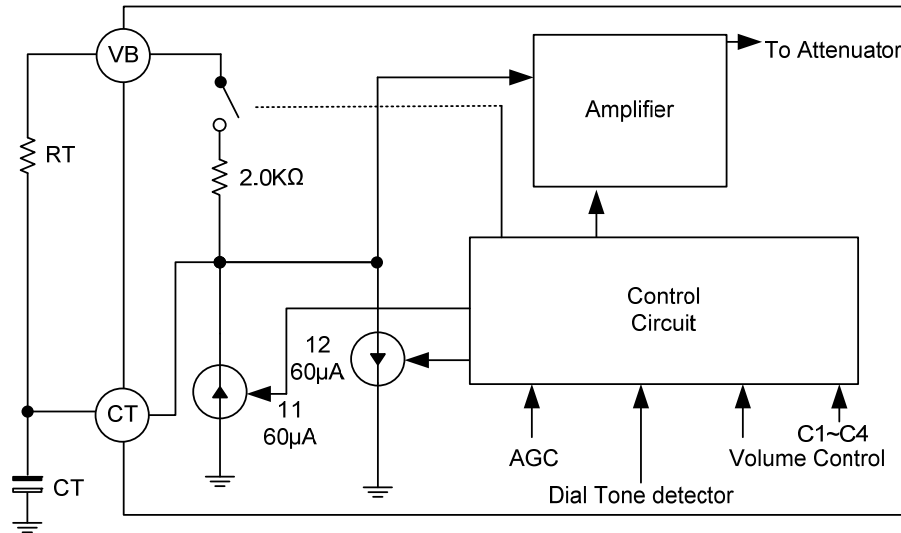 VB
To Attenuator
Amplifier
RT
2.0KΩ
Control
Circuit
12
60µA
11
60µA
CT
CT
AGC
C1~C4
Volume Control
Dial Tone detector